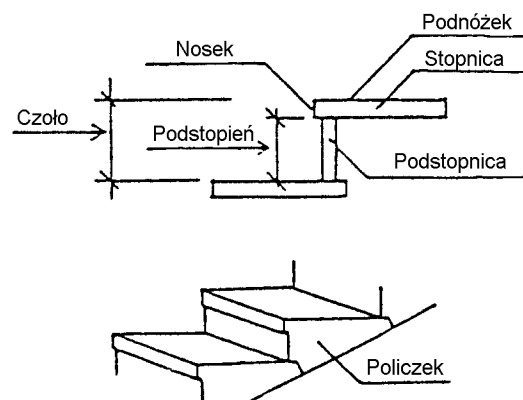 Podnóżek
Nosek
Stopnica
Czoło
Podstopień
Podstopnica
Policzek